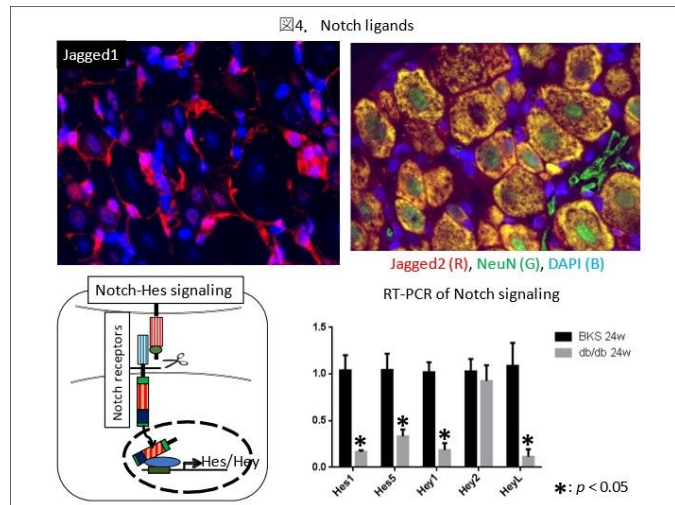 図4. Notch ligands
Jagged1
Jagged2 (R), NeuN (G), DAPI (B)
Notch-Hes signaling
Notch receptors
Hes/Hey
RT-PCR of Notch signaling
1.5
1.0
0.5
0.0
Hes1
Hes5
Hey1
Hey2
HeyL
BKS 24w
db/db 24w
*
*
*
*
*: p < 0.05